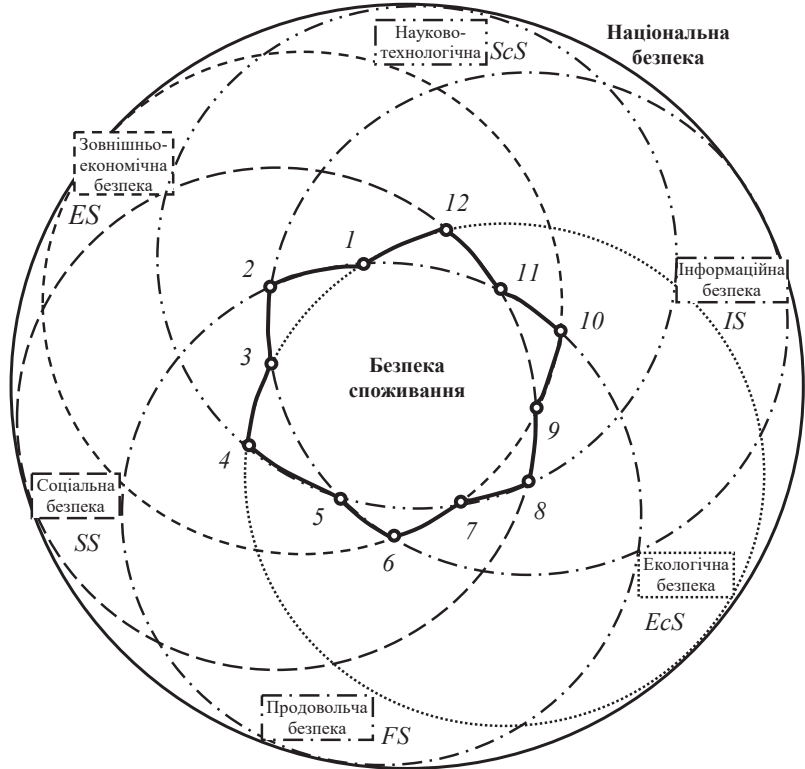 Науково-
технологічна
ScS
Національна
безпека
Зовнішньо-
економічна
безпека
ES
12
1
2
11
Інформаційна
безпека
IS
10
3
Безпека
споживання
9
4
Соціальна
безпека
SS
5
6
7
8
Екологічна
безпека
EcS
Продовольча
безпека
FS